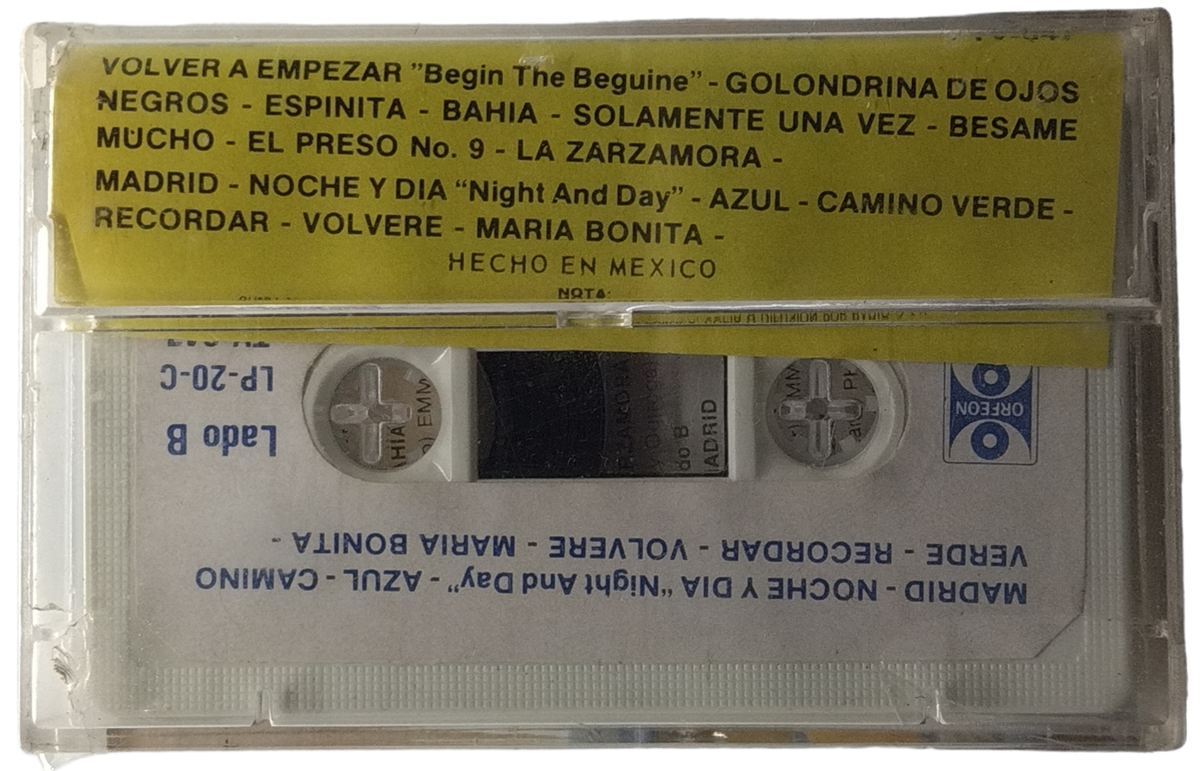 VOLVER A EMPEZAR "Begin The Beguine" - GOLONDRINA DE OJOS
NEGROS - ESPINITA - BAHIA - SOLAMENTE UNA VEZ - BESAME
MUCHO - EL PRESO No. 9 - LA ZARZAMORA -
MADRID - NOCHE Y DIA "Night And Day" - AZUL - CAMINO VERDE -
RECORDAR - VOLVERE - MARIA BONITA -
HECHO EN MEXICO
NOTA:
LP-20-C
Lado B
ORFEON
MADRID - NOCHE Y DIA "Night And Day" - AZUL - CAMINO
VERDE - RECORDAR - VOLVERE - MARIA BONITA -